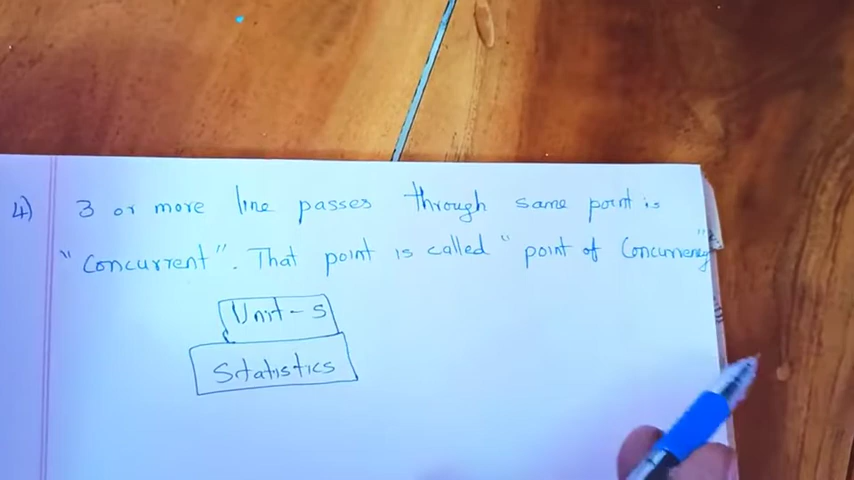 4) 3 or more line passes through same point is
"Concurrent". That point is called "point of Concurrency"
Unit - 5
Statistics